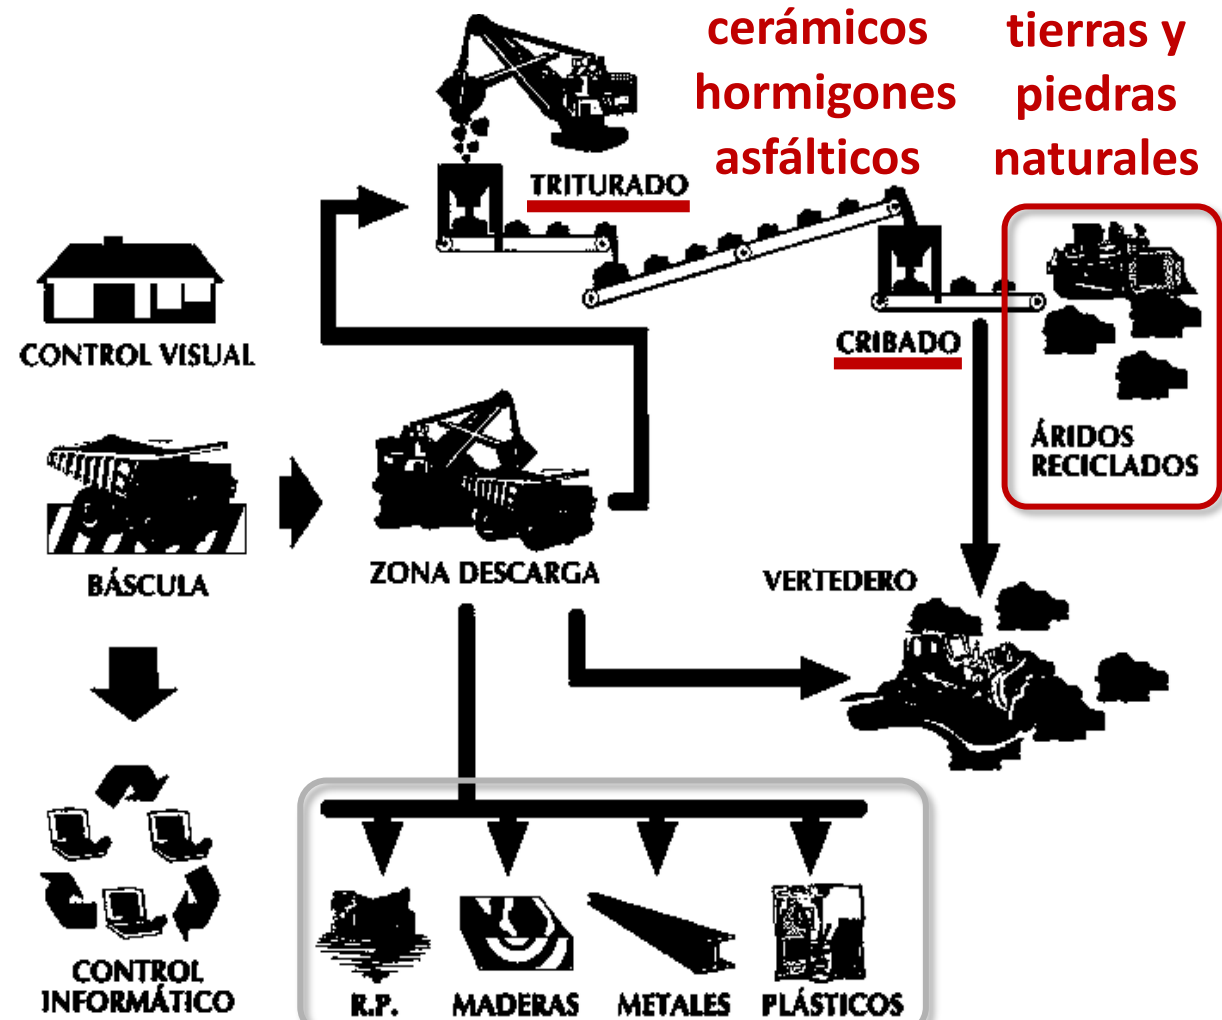 cerámicos
hormigones
asfálticos
tierras y
piedras
naturales
TRITURADO
CONTROL VISUAL
CRIBADO
ÁRIDOS
RECICLADOS
BÁSCULA
ZONA DESCARGA
VERTEDERO
CONTROL
INFORMÁTICO
R.P.
MADERAS
METALES
PLÁSTICOS